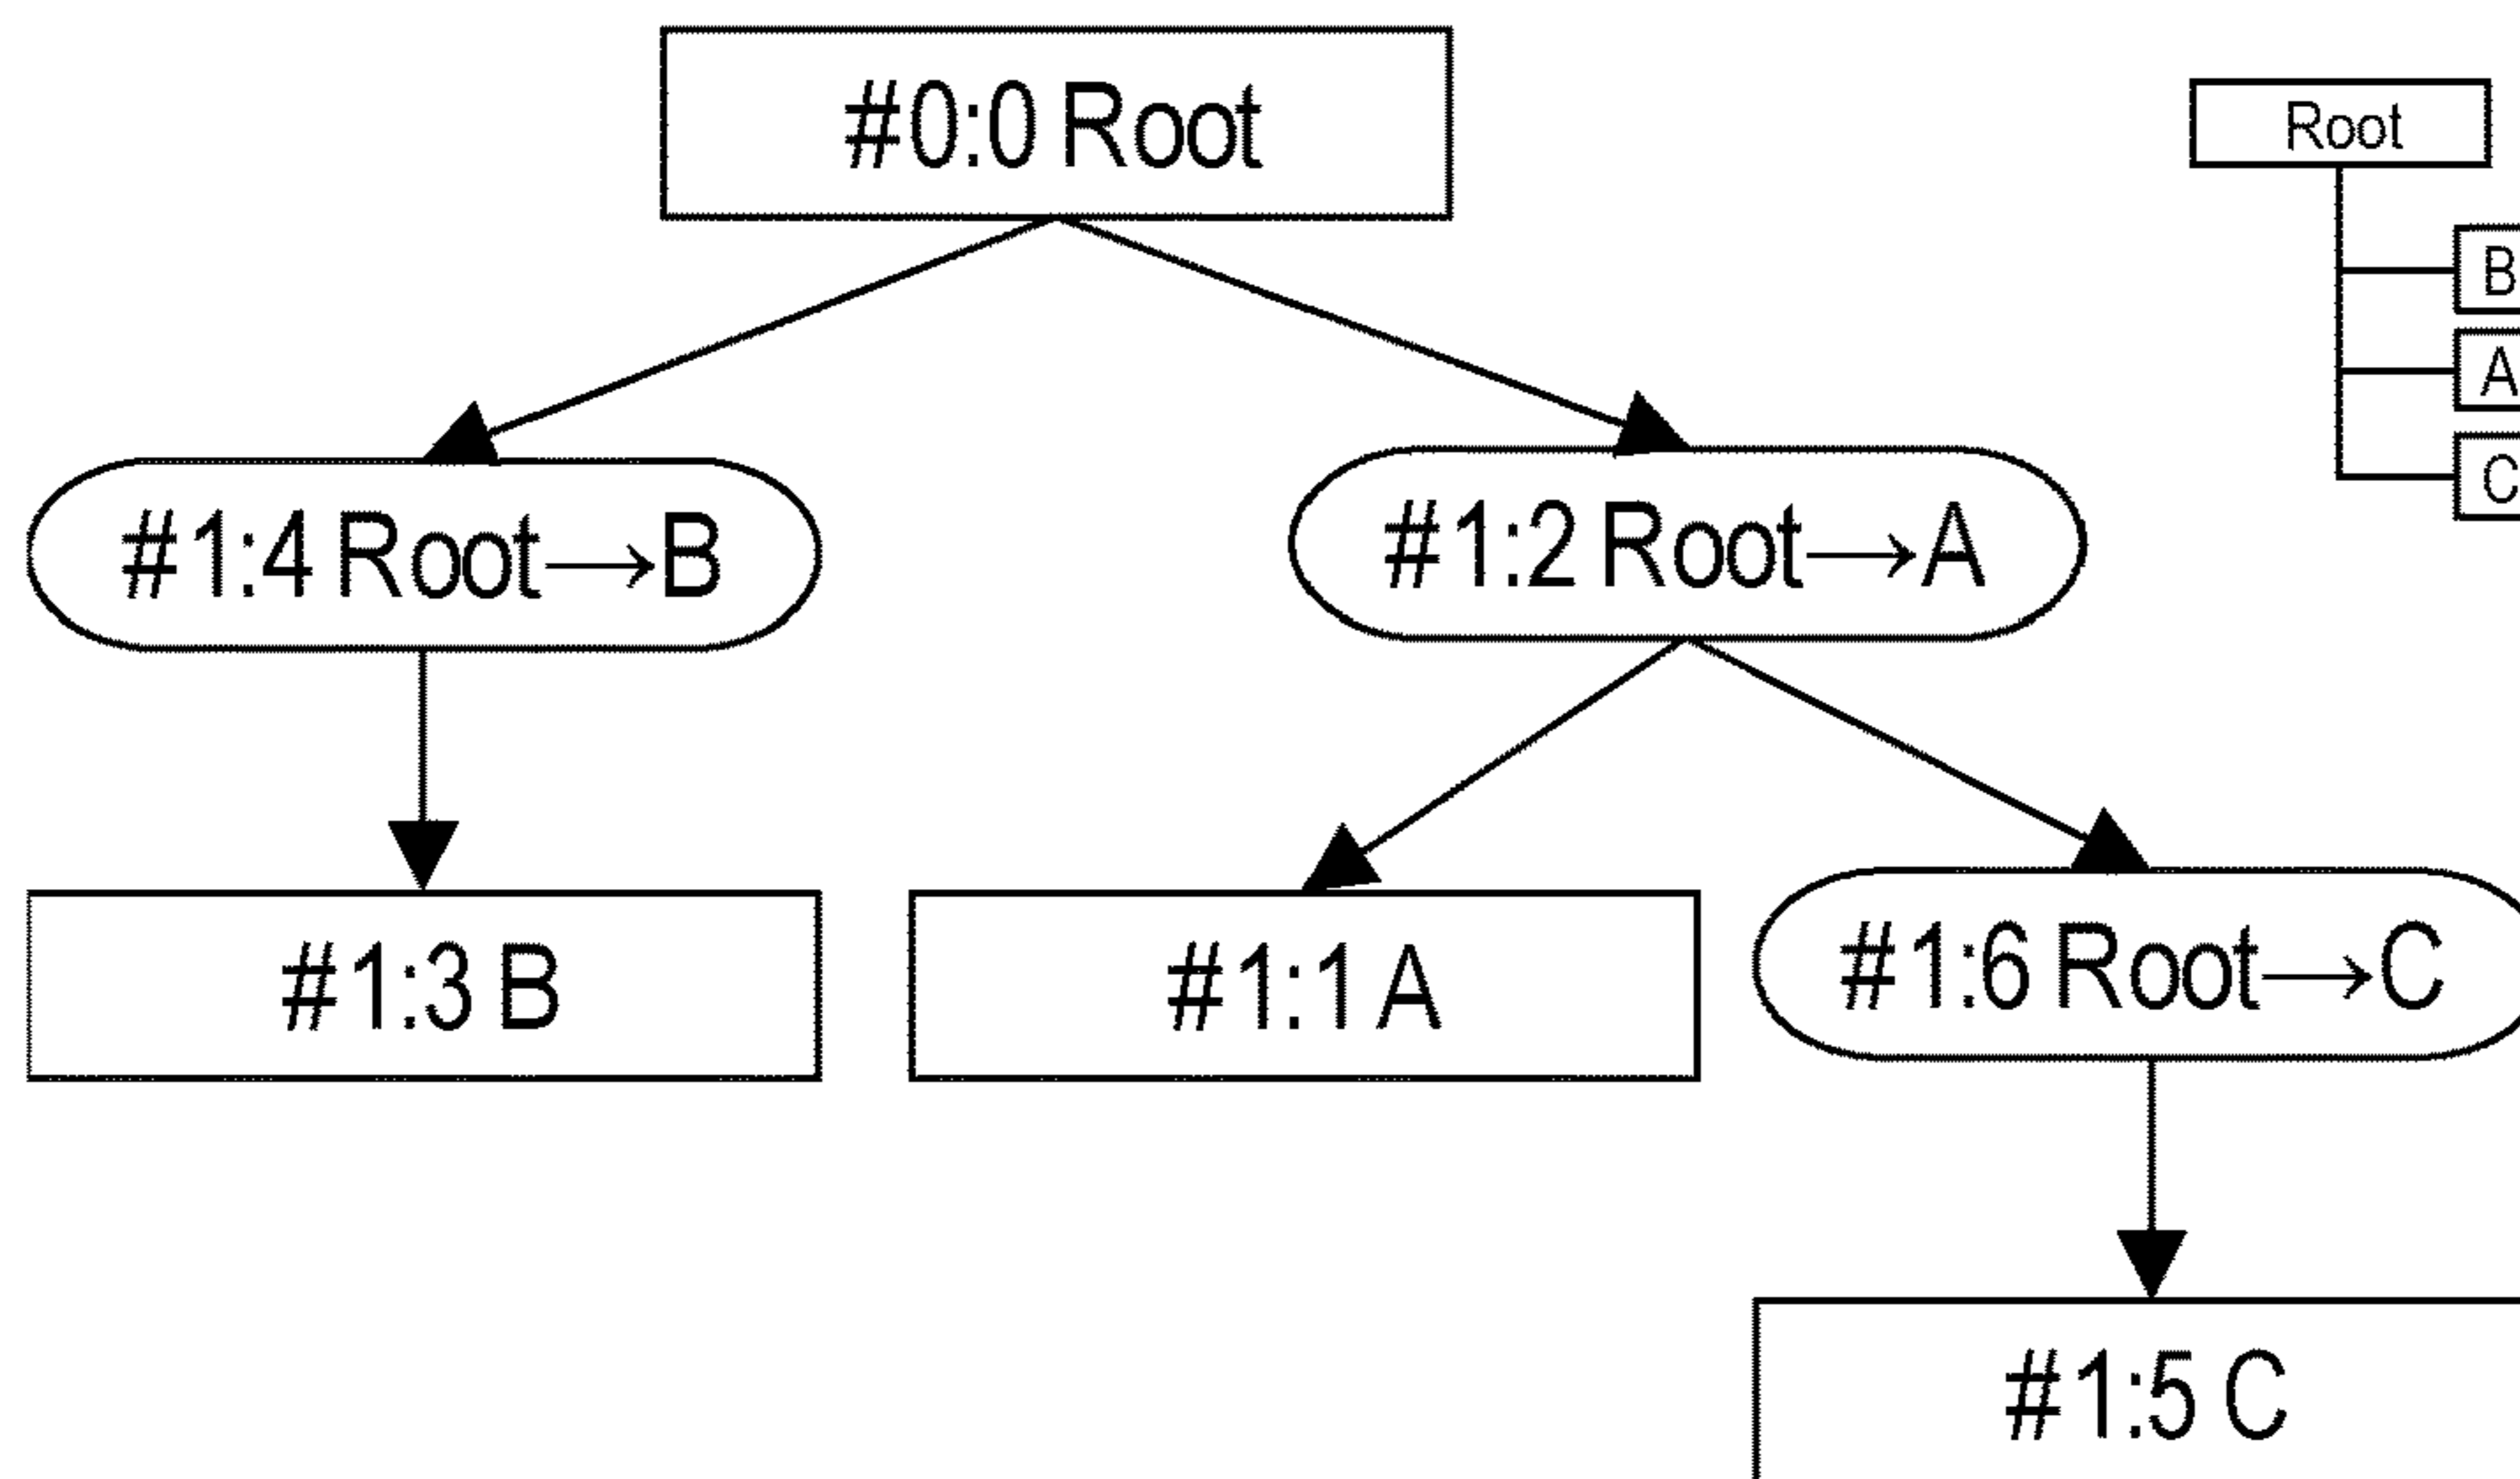 #0:0 Root
Root
B
A
C
#1:4 Root→B
#1:2 Root→A
#1:3 B
#1:1 A
#1:6 Root→C
#1:5 C